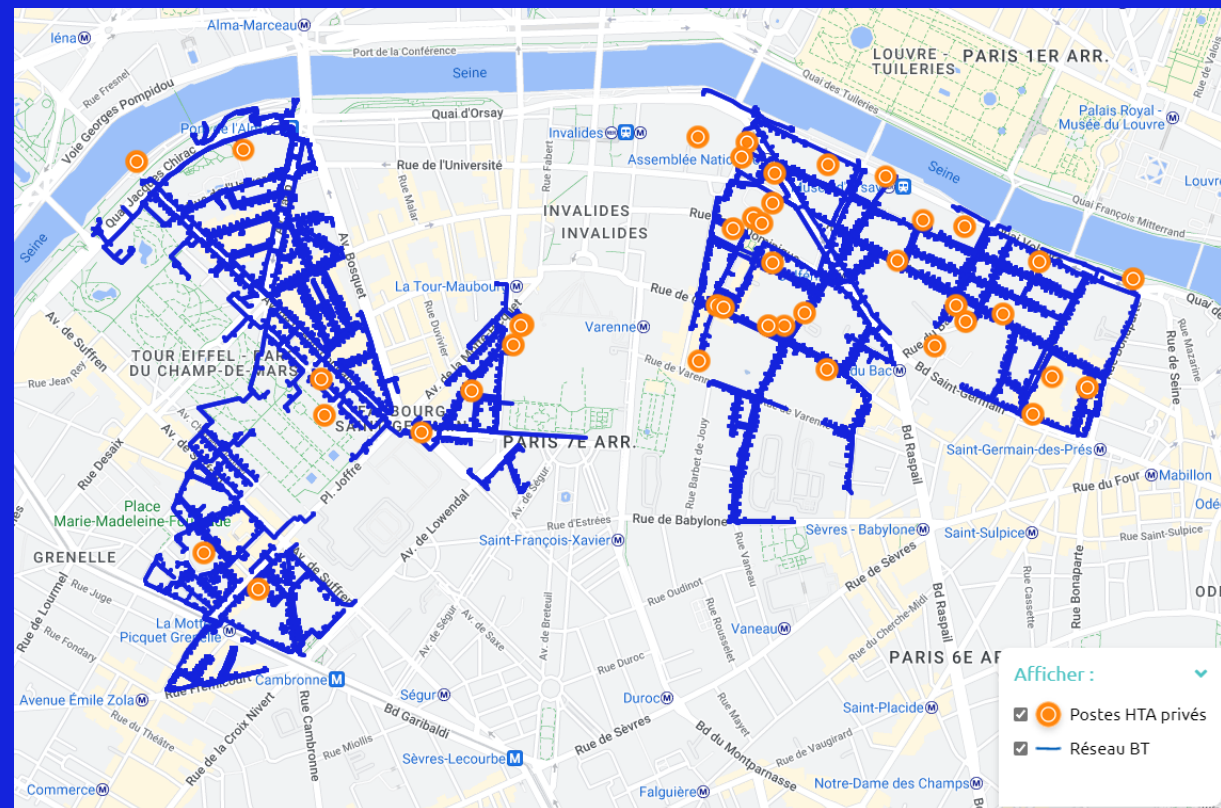 Alma-Marceau
Iéna
Port de la Conférence
LOUVRE -
TUILERIES
PARIS 1ER ARR.
Rue de Valois
Rue Fresnel
Voie Georges Pompidou
Seine
Quai des Tuileries
Palais Royal -
Musée du Louvre
Quai d'Orsay
Invalides
Quai Jacques Chirac
Rue de l'Université
Rue Fabert
Rue Malar
Seine
Quai François Mitterrand
INVALIDES
INVALIDES
Seine
Av. Bosquet
La Tour-Maubourg
Rue Duvivier
Varenne
Av. de Suffren
Rue Jean Rey
TOUR EIFFEL
DU CHAMP-DE-MARS
Rue de Varenne
du Bac
Rue de Seine
Rue Mazarine
Bd Saint-Germain
PARIS 7E ARR.
Rue Desaix
Pl. Joffre
Rue Barbet de Jouy
Bd Raspail
Saint-Germain-des-Prés
Mabillon
Rue du Four
Place
Marie-Madeleine
Av. de Lowendal
Av. de Ségur
Rue d'Estrées
Rue de Babylone
Saint-François-Xavier
Sèvres - Babylone
Saint-Sulpice
Rue Saint-Sulpice
GRENELLE
Rue Juge
Rue de Lourmel
Av. de Suffren
Rue Vaneau
Rue de Sèvres
Rue Oudinot
Rue Cassette
Rue Bonaparte
Rue Fondary
Picquet Grenelle
Av. de Ségur
Av. de Saxe
Av. de Breteuil
Rue Rousselet
Vaneau
Rue du Cherche-Midi
Bd Raspail
PARIS 6E
Rue Duroc
Cambronne
Avenue Émile Zola
Ségur
Duroc
Rue Mayer
Saint-Placide
Rue du Théâtre
Rue de la Croix Nivert
Rue Cambronne
Bd Garibaldi
Rue Miollis
Rue de Sèvres
Bd du Montparnasse
Rue de Vaugirard
Sèvres-Lecourbe
Commerce
Falguière
Notre-Dame des Champs
Afficher :
Postes HTA privés
Réseau BT